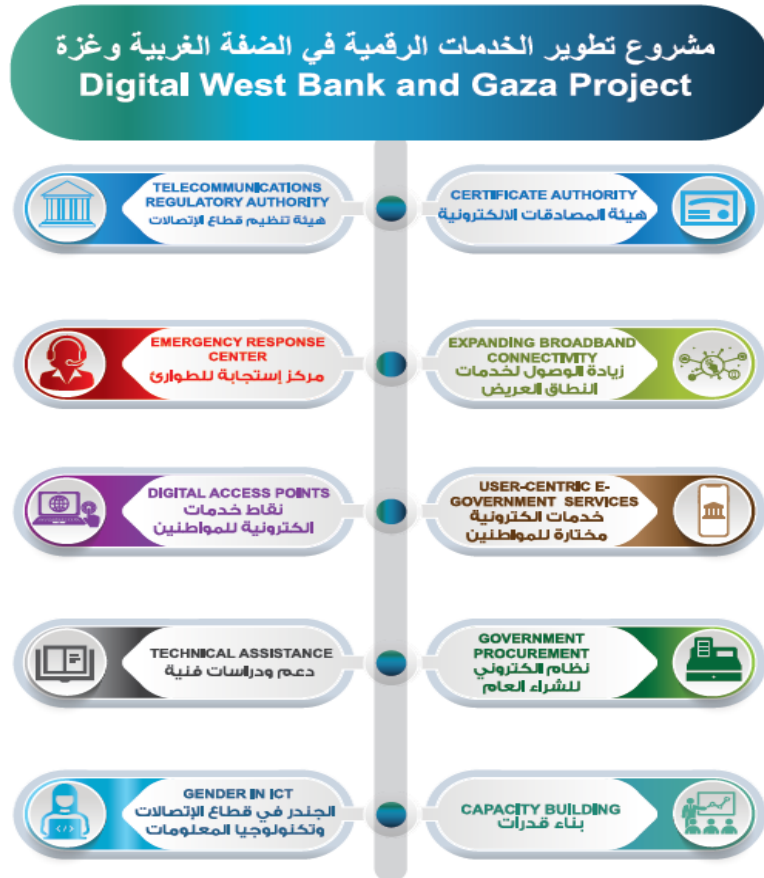 مشروع تطوير الخدمات الرقمية في الضفة الغربية وغزة
Digital West Bank and Gaza Project
TELECOMMUNICATIONS
REGULATORY AUTHORITY
هيئة تنظيم قطاع الإتصالات
CERTIFICATE AUTHORITY
هيئة المصادقات الالكترونية
EMERGENCY RESPONSE
CENTER
مركز إستجابة للطوارئ
EXPANDING BROADBAND
CONNECTIVITY
زيادة الوصول لخدمات
النطاق العريض
DIGITAL ACCESS POINTS
نقاط خدمات
الكترونية للمواطنين
USER-CENTRIC E-
GOVERNMENT SERVICES
خدمات الكترونية
مختارة للمواطنين
TECHNICAL ASSISTANCE
دعم ودراسات فنية
GOVERNMENT
PROCUREMENT
نظام الكتروني
للشراء العام
GENDER IN ICT
الجندر في قطاع الإتصالات
وتكنولوجيا المعلومات
CAPACITY BUILDING
بناء قدرات